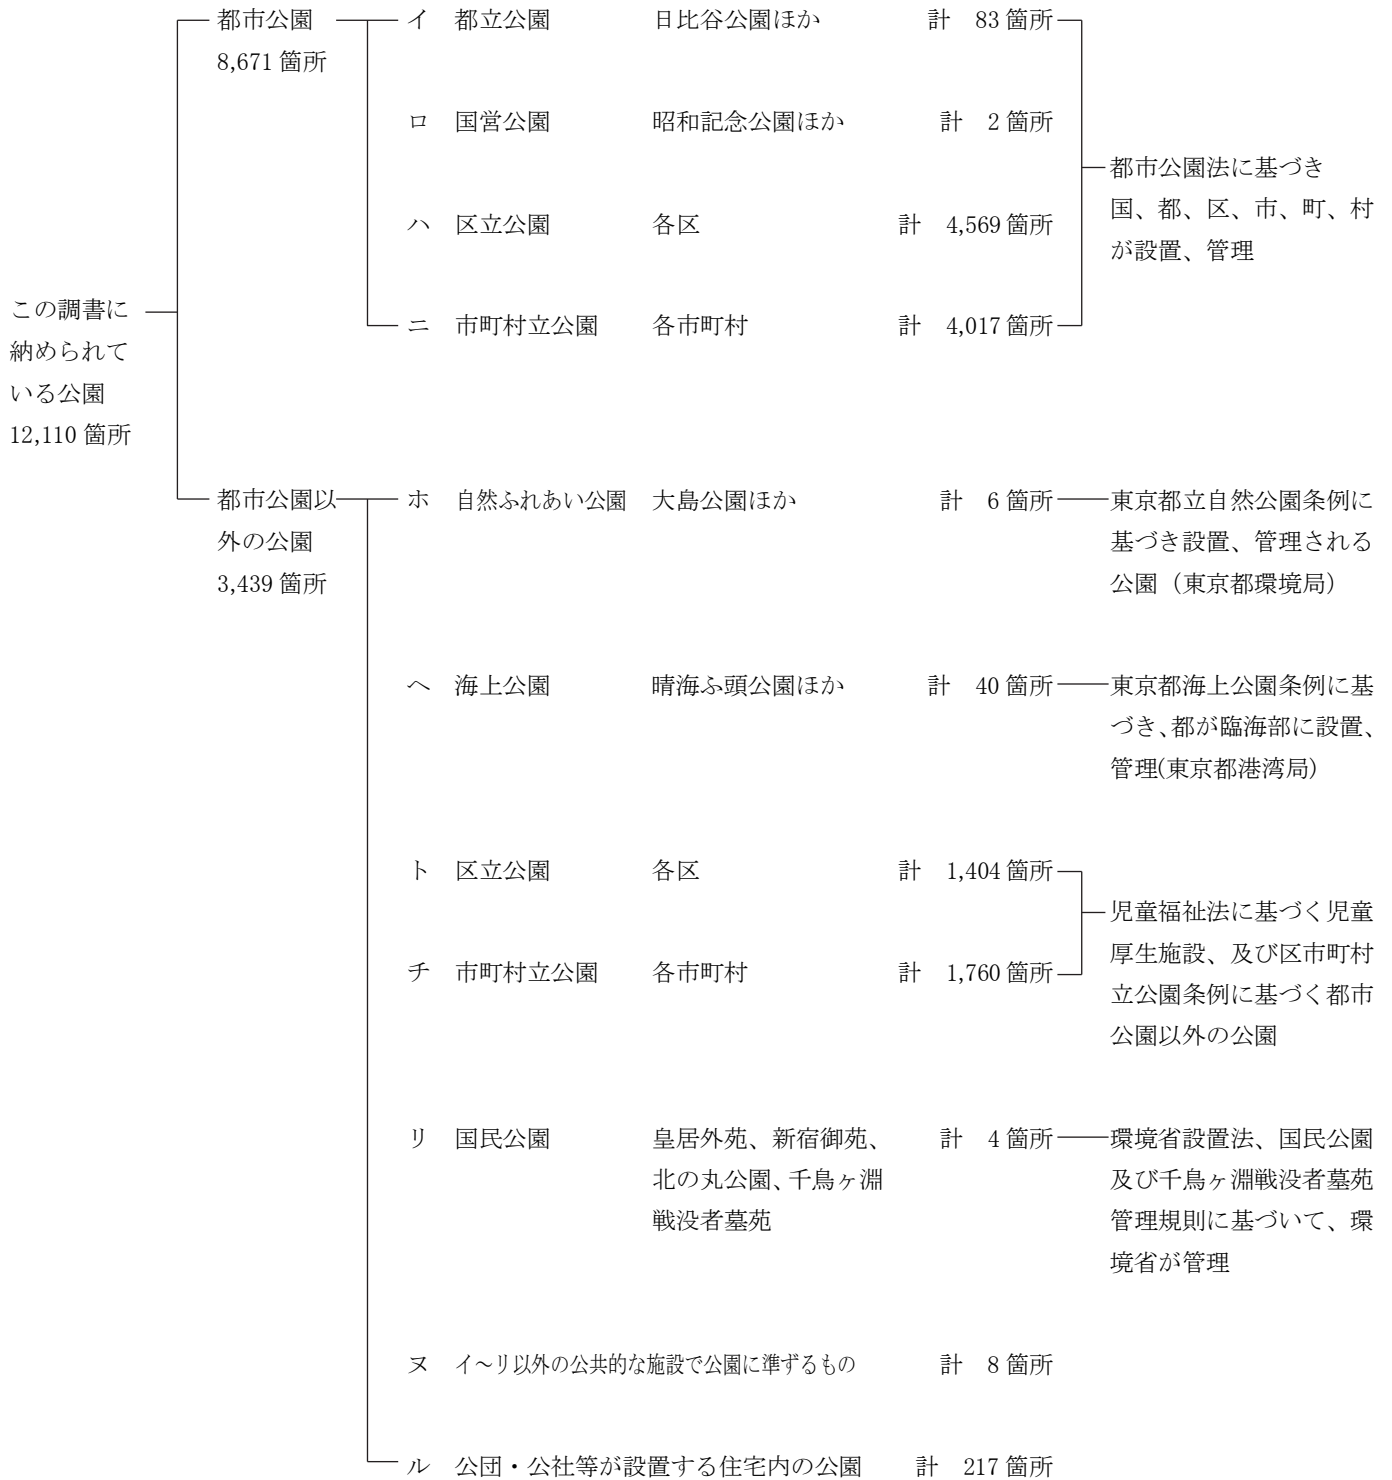 都市公園
8,671 箇所
イ 都立公園 日比谷公園ほか 計 83 箇所
ロ 国営公園 昭和記念公園ほか 計 2 箇所
ハ 区立公園 各区 計 4,569 箇所
ニ 市町村立公園 各市町村 計 4,017 箇所
都市公園法に基づき
国、都、区、市、町、村
が設置、管理
この調書に
納められて
いる公園
12,110 箇所
都市公園以
外の公園
3,439 箇所
ホ 自然ふれあい公園 大島公園ほか 計 6 箇所
東京都立自然公園条例に
基づき設置、管理される
公園（東京都環境局）
ヘ 海上公園 晴海ふ頭公園ほか 計 40 箇所
東京都海上公園条例に基
づき、都が臨海部に設置、
管理(東京都港湾局)
ト 区立公園 各区 計 1,404 箇所
チ 市町村立公園 各市町村 計 1,760 箇所
児童福祉法に基づく児童
厚生施設、及び区市町村
立公園条例に基づく都市
公園以外の公園
リ 国民公園 皇居外苑、新宿御苑、 計 4 箇所
北の丸公園、千鳥ヶ淵
戦没者墓苑
環境省設置法、国民公園
及び千鳥ヶ淵戦没者墓苑
管理規則に基づいて、環
境省が管理
ヌ イ～リ以外の公共的な施設で公園に準ずるもの 計 8 箇所
ル 公団・公社等が設置する住宅内の公園 計 217 箇所